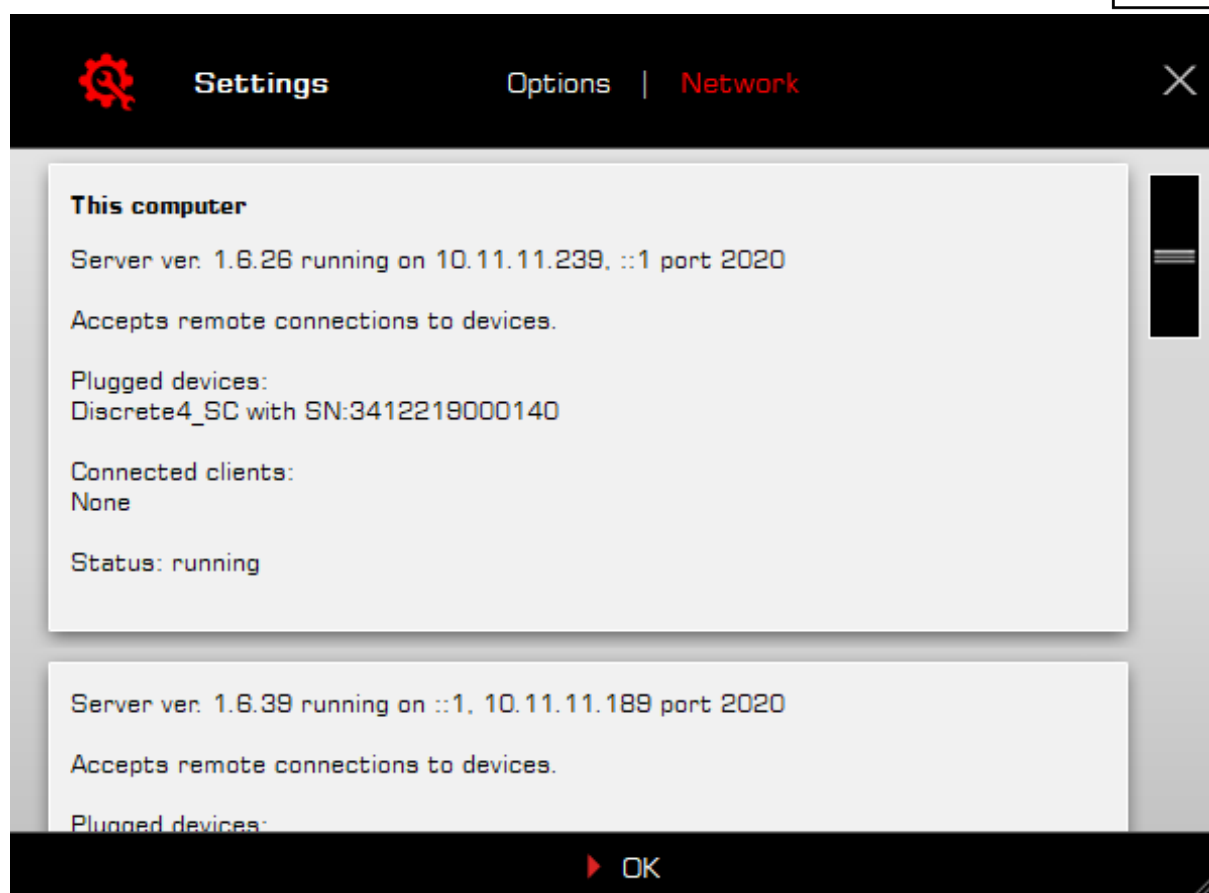 Settings
Options | Network
This computer
Server ver. 1.6.26 running on 10.11.11.239, ::1 port 2020
Accepts remote connections to devices.
Plugged devices:
Discrete4_SC with SN:3412219000140
Connected clients:
None
Status: running
Server ver. 1.6.39 running on ::1, 10.11.11.189 port 2020
Accepts remote connections to devices.
Plugged devices:
OK